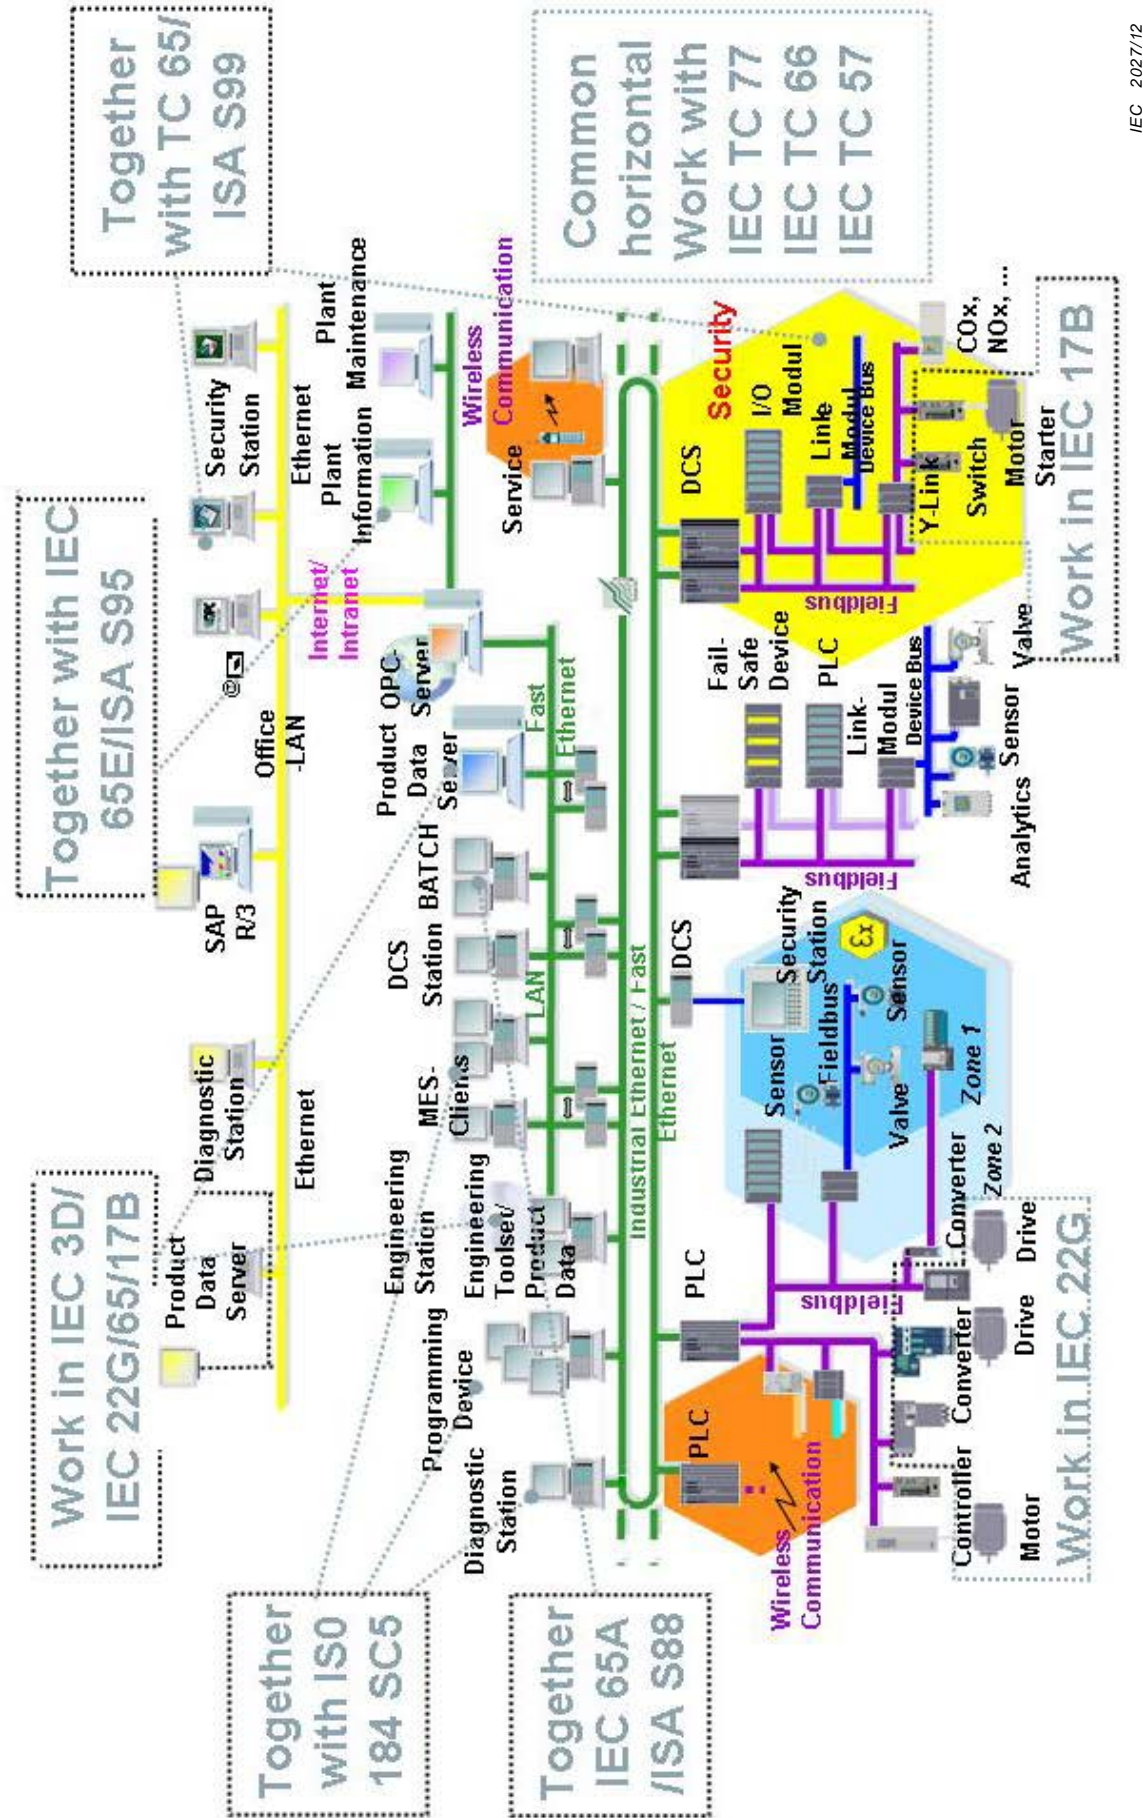 Work in IEC 3D/
IEC 22G/65/17B
Together with IEC
65E/ISA S95
Together
with TC 65/
ISA S99
Product
Data
Server
Diagnostic
Station
SAP
R/3
Security
Station
Ethernet
Office
-LAN
Ethernet
Internet/
Intranet
Plant
Information
Plant
Maintenance
Together
with IS0
184 SC5
Programming
Device
Engineering
Station
Engineering
Toolset/
Product
Data
MES-
Clients
DCS
Station
BATCH
Product
Data
Server
OPC-
Server
LAN
Fast
Ethernet
Wireless
Communication
Service
Diagnostic
Station
Industrial Ethernet / Fast
Ethernet
Common
horizontal
Work with
IEC TC 77
IEC TC 66
IEC TC 57
Together
IEC 65A
/ISA S88
PLC
PLC
Wireless
Communication
Fieldbus
Sensor
Fieldbus
Valve
Sensor
Security
Station
Ex
Zone 1
Zone 2
DCS
Fieldbus
Fail-
Safe
Device
PLC
Link-
Modul
Device Bus
Analytics
Sensor
Valve
DCS
Security
I/O
Modul
Link-
Modul
Device Bus
Fieldbus
Y-Link
Switch
Motor
Starter
COx,
NOx, ...
Controller
Motor
Converter
Drive
Converter
Drive
Work in IEC 22G
Work in IEC 17B
IEC 2027/12